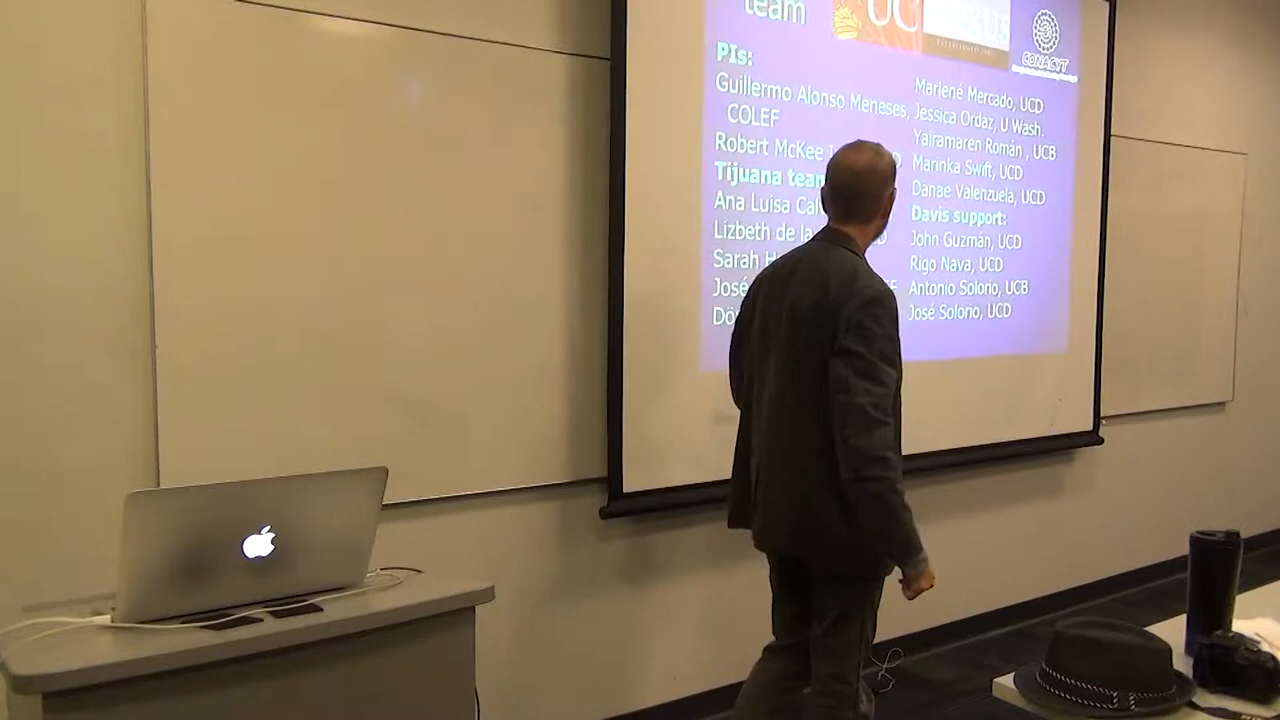 team
UC
CONACYT
PIs:
Guillermo Alonso Meneses,
COLEF
Robert McKee
Tijuana team
Ana Luisa
Lizbeth de
Sarah
José
Marlené Mercado, UCD
Jessica Ordaz, U Wash.
Yairamaren Román , UCB
Marinka Swift, UCD
Danae Valenzuela, UCD
Davis support:
John Guzmán, UCD
Rigo Nava, UCD
Antonio Solorio, UCB
José Solorio, UCD